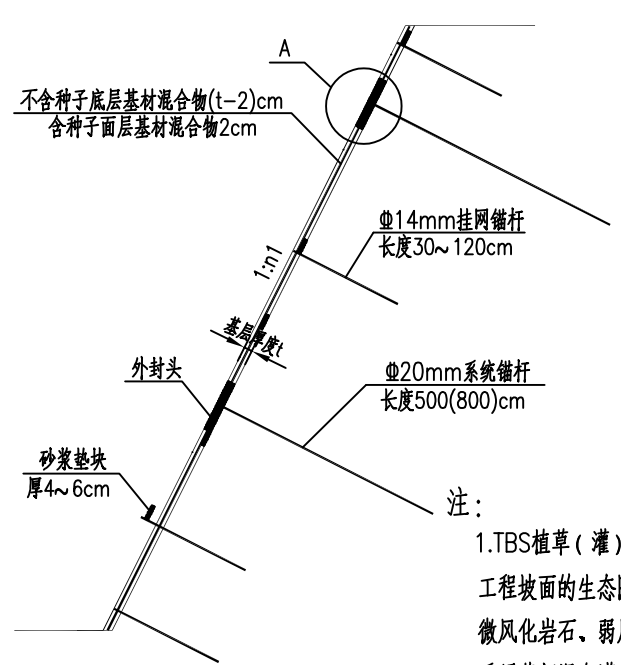 A
不含种子底层基材混合物(t-2)cm
含种子面层基材混合物2cm
Φ14mm挂网锚杆
长度30~120cm
1:n1
基层厚度t
外封头
Φ20mm系统锚杆
长度500(800)cm
砂浆垫块
厚4~6cm
注:
1.TBS植草(灌)
工程坡面的生态
微风化岩石、弱